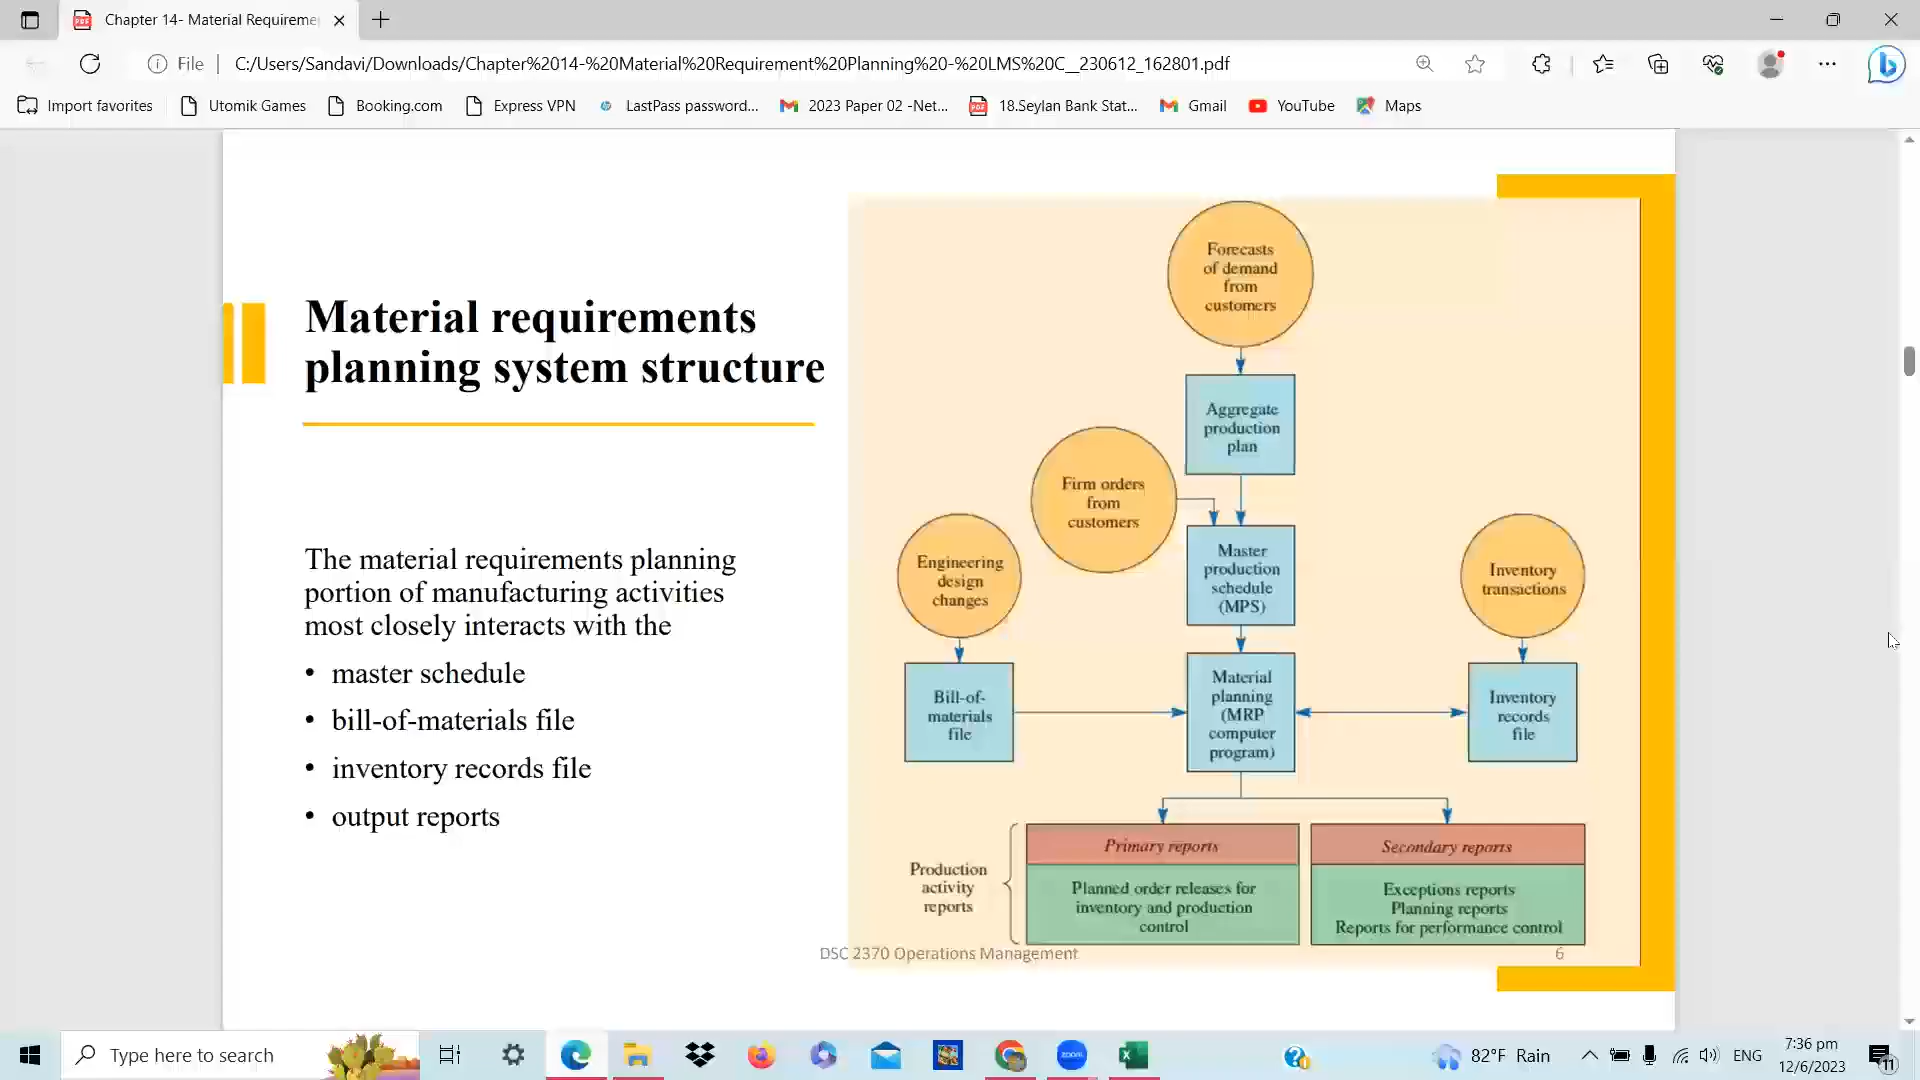 Chapter 14- Material Requireme
File
C:/Users/Sandavi/Downloads/Chapter%2014-%20Material%20Requirement%20Planning%20-%20LMS%20C__230612_162801.pdf
Import favorites
Utomik Games
Booking.com
Express VPN
LastPass password...
2023 Paper 02 -Net...
18.Seylan Bank Stat...
Gmail
YouTube
Maps
Material requirements
planning system structure
The material requirements planning
portion of manufacturing activities
most closely interacts with the
• master schedule
• bill-of-materials file
• inventory records file
• output reports
Forecasts
of demand
from
customers
Aggregate
production
plan
Firm orders
from
customers
Engineering
design
changes
Master
production
schedule
(MPS)
Inventory
transactions
Bill-of-
materials
file
Material
planning
(MRP
computer
program)
Inventory
records
file
Production
activity
reports
Primary reports
Planned order releases for
inventory and production
control
Secondary reports
Exceptions reports
Planning reports
Reports for performance control
DSC 2370 Operations Management
6
Type here to search
zoom
82°F Rain
ENG
7:36 pm
12/6/2023
11